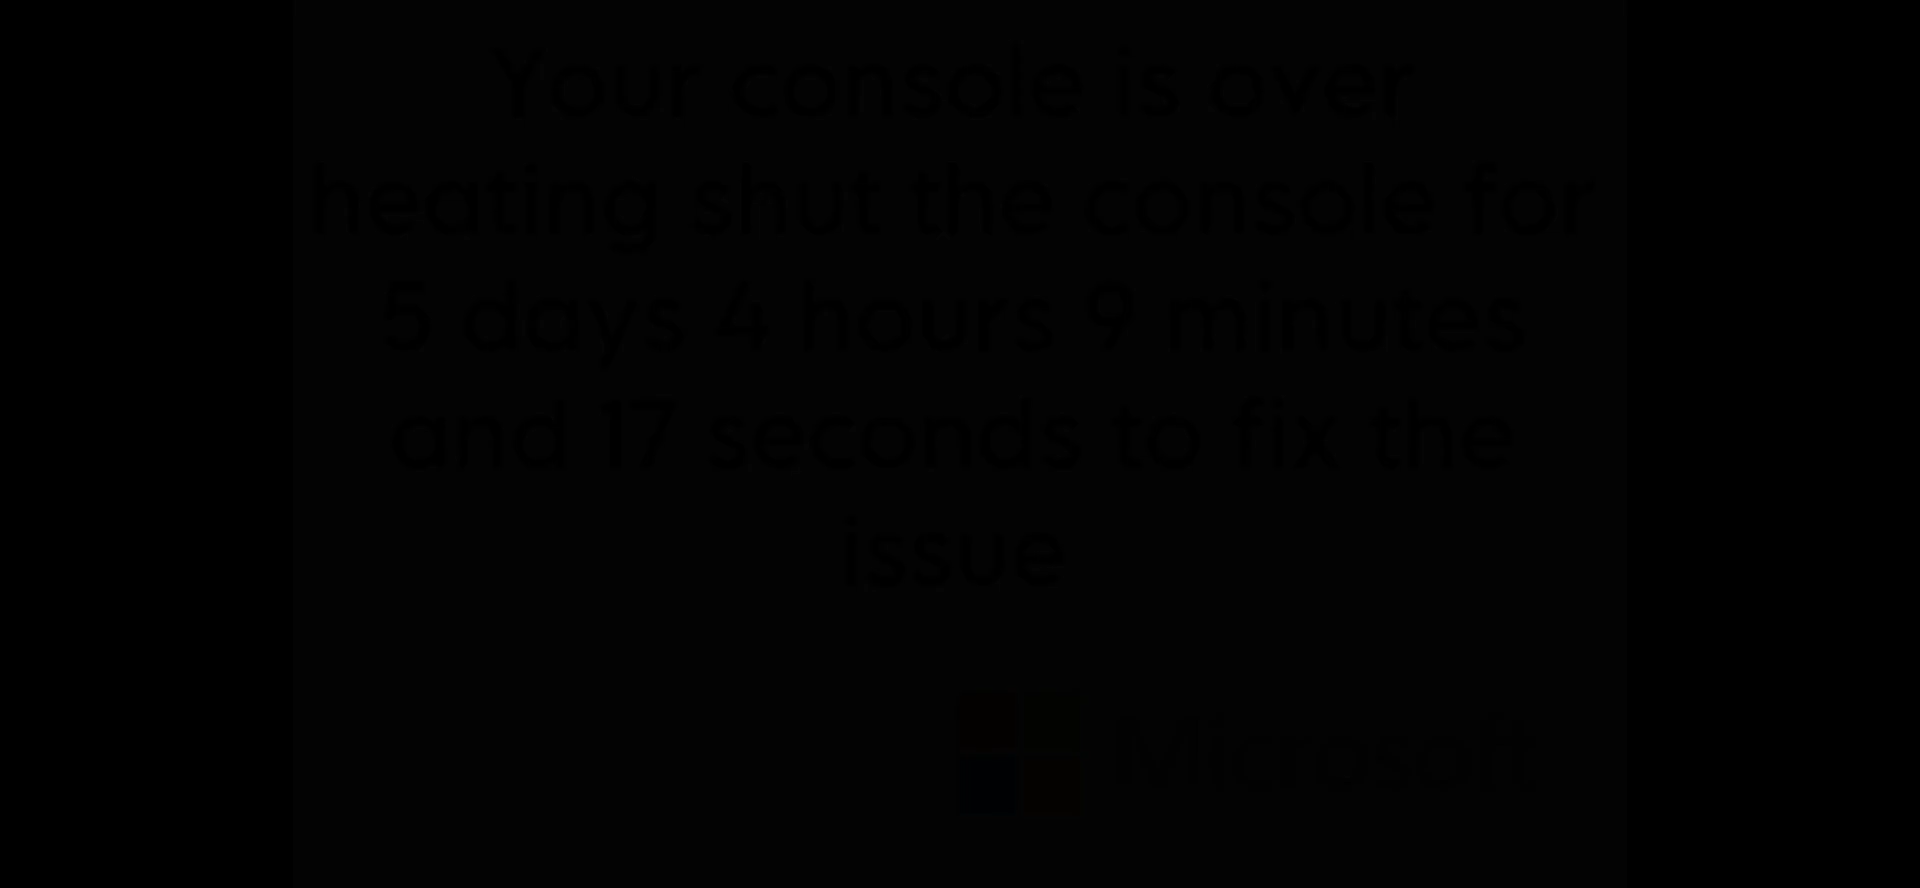 Your console is over
heating shut the console for
5 days 4 hours 9 minutes
and 17 seconds to fix the
issue
Microsoft